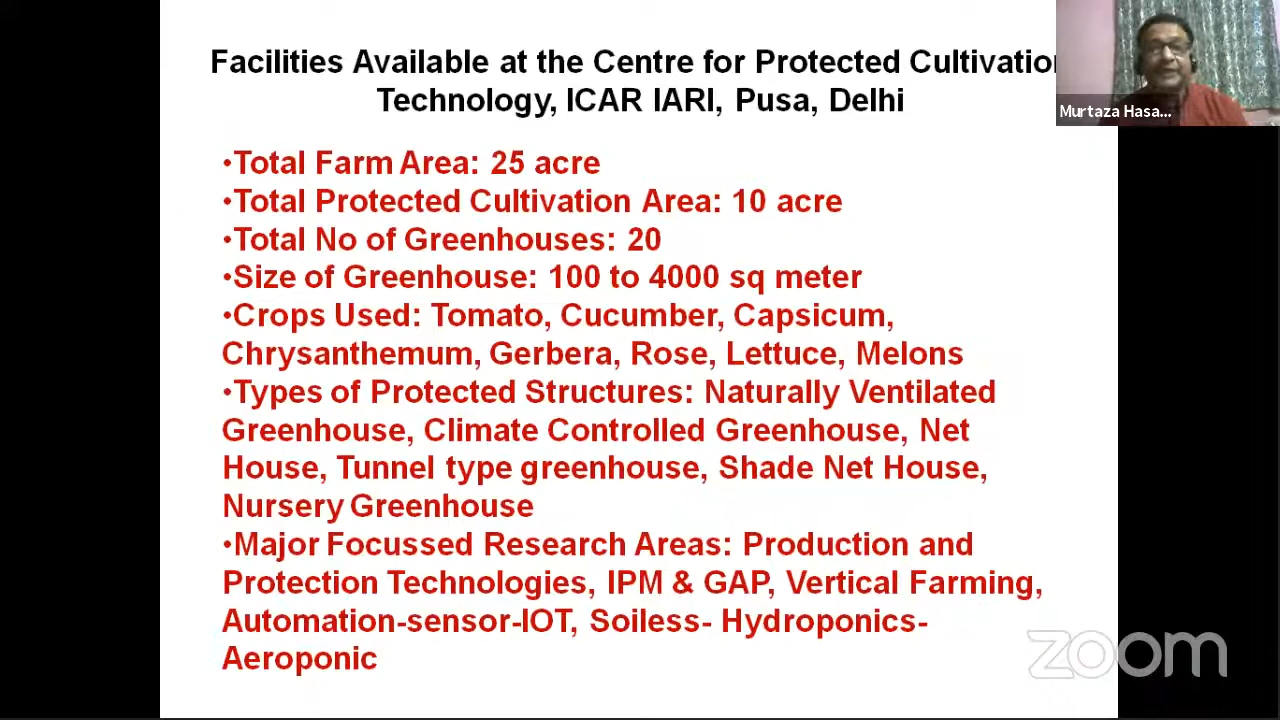 Facilities Available at the Centre for Protected Cultivation
Technology, ICAR IARI, Pusa, Delhi
Murtaza Hasa...
•Total Farm Area: 25 acre
•Total Protected Cultivation Area: 10 acre
•Total No of Greenhouses: 20
•Size of Greenhouse: 100 to 4000 sq meter
•Crops Used: Tomato, Cucumber, Capsicum,
Chrysanthemum, Gerbera, Rose, Lettuce, Melons
•Types of Protected Structures: Naturally Ventilated
Greenhouse, Climate Controlled Greenhouse, Net
House, Tunnel type greenhouse, Shade Net House,
Nursery Greenhouse
•Major Focussed Research Areas: Production and
Protection Technologies, IPM & GAP, Vertical Farming,
Automation-sensor-IOT, Soiless- Hydroponics-
Aeroponic
zoom